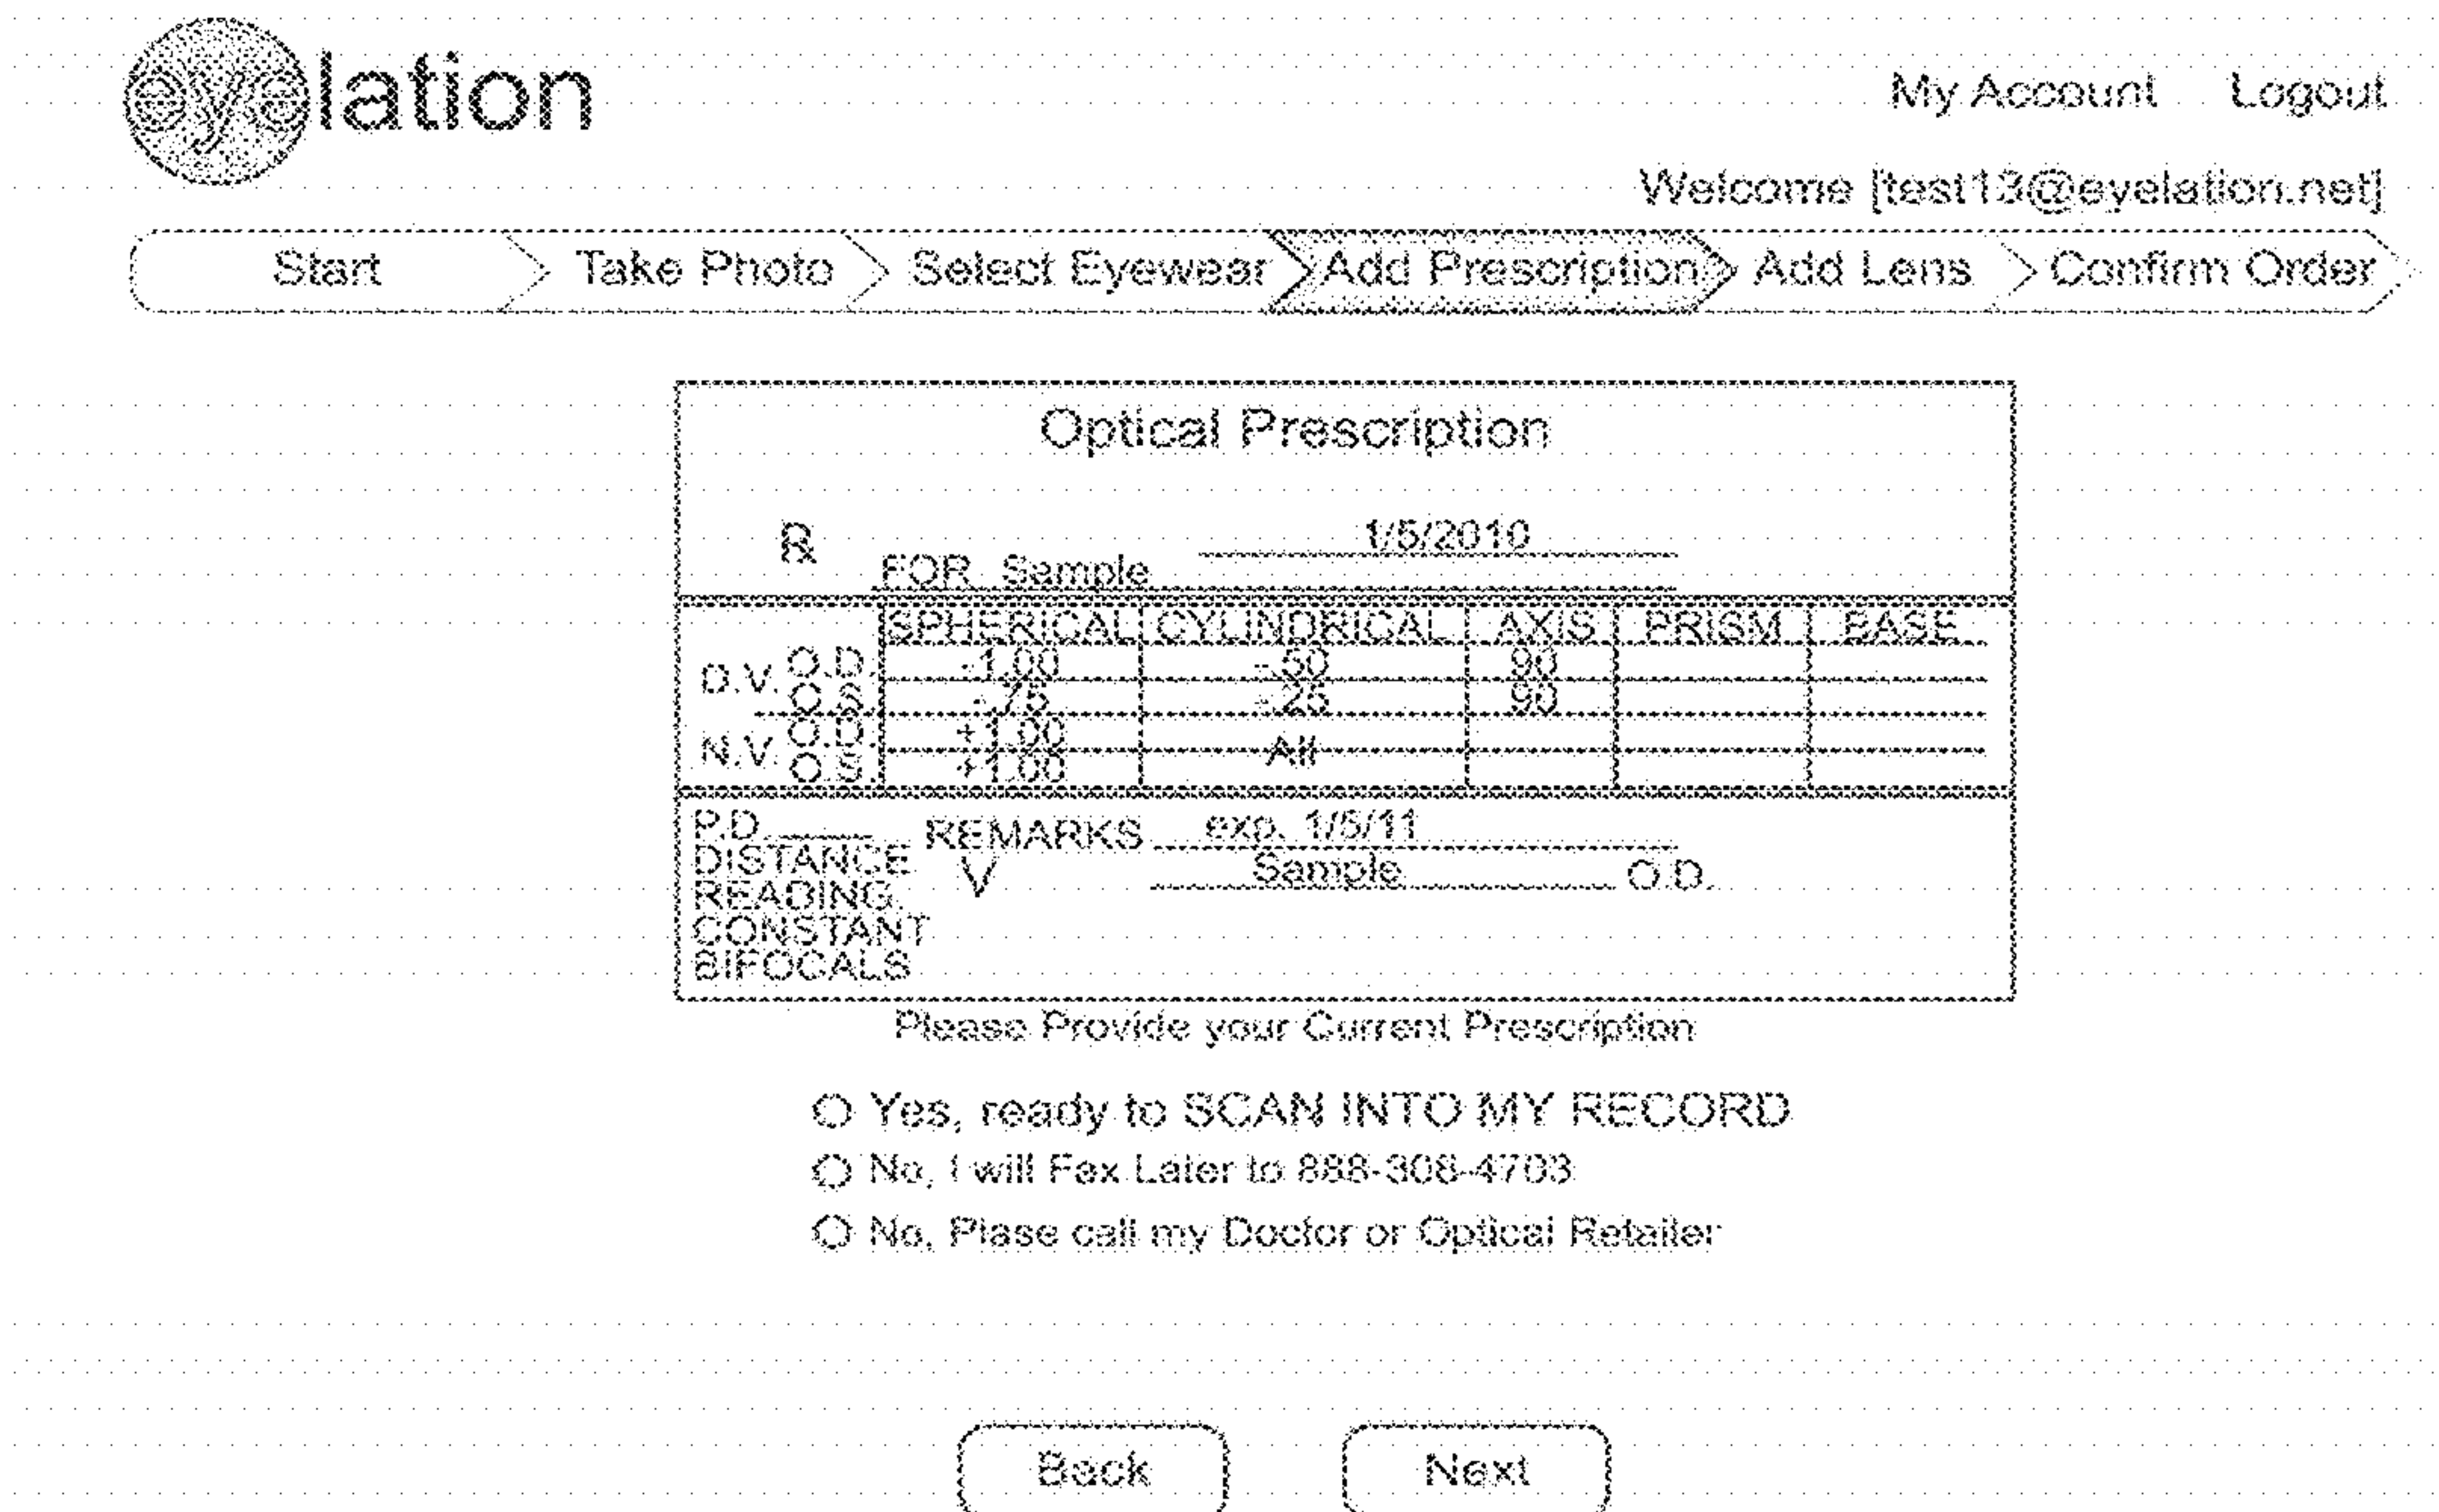 eyelation
My Account Logout
Welcome [test13@eyelation.net]
Start Take Photo Select Eyewear Add Prescription Add Lens Confirm Order
Optical Prescription
R 1/5/2010
FOR Sample
SPHERICAL CYLINDRICAL AXIS PRISM BASE
D.V. O.D. -1.00 -.50 90
O.S. -.75 -.25 90
N.V. O.D. +1.00
All
O.S. +1.00
P.D. REMARKS exp. 1/5/11
DISTANCE V Sample O.D.
READING
CONSTANT
BIFOCALS
Please Provide your Current Prescription
Yes, ready to SCAN INTO MY RECORD
No, I will Fax Later to 888-308-4703
No, Plase call my Doctor or Optical Retailer
Back Next